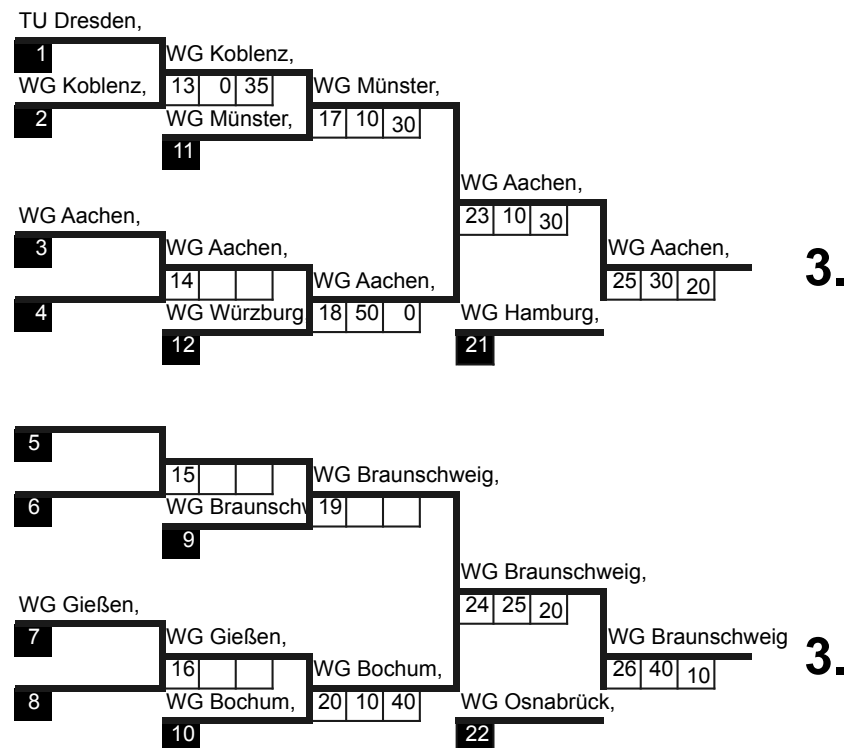 TU Dresden,
1 WG Koblenz,
WG Koblenz, 13 0 35 WG Münster,
2 WG Münster, 17 10 30
11
WG Aachen,
WG Aachen, 23 10 30
3 WG Aachen, WG Aachen,
14 WG Aachen, 25 30 20 3.
4 WG Würzburg, 18 50 0 WG Hamburg,
12 21
5
15 WG Braunschweig,
6 WG Braunschw 19
9
WG Braunschweig,
WG Gießen, 24 25 20
7 WG Gießen, WG Braunschweig
16 WG Bochum, 26 40 10 3.
8 WG Bochum, 20 10 40 WG Osnabrück,
10 22